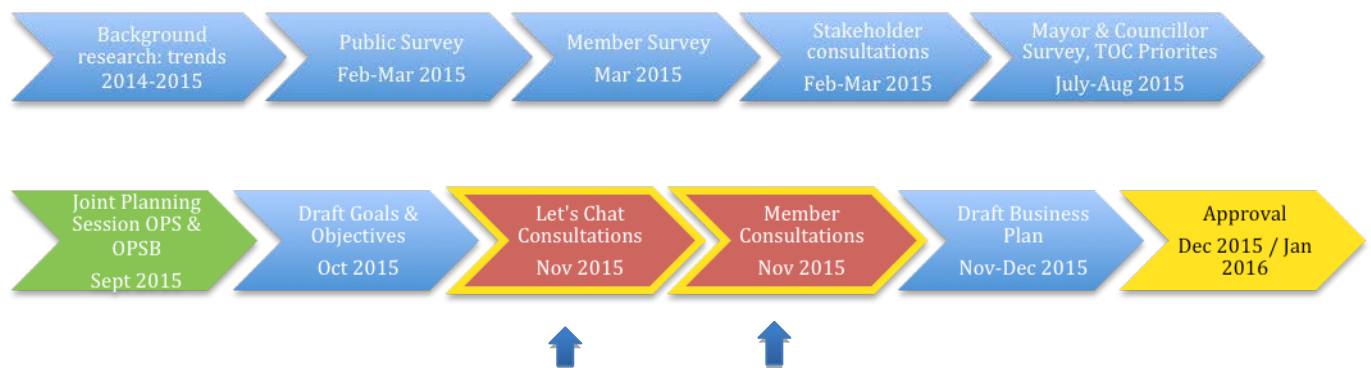 Background
research: trends
2014-2015
Public Survey
Feb-Mar 2015
Member Survey
Mar 2015
Stakeholder
consultations
Feb-Mar 2015
Mayor & Councillor
Survey, TOC Priorites
July-Aug 2015
Joint Planning
Session OPS &
OPSB
Sept 2015
Draft Goals &
Objectives
Oct 2015
Let's Chat
Consultations
Nov 2015
Member
Consultations
Nov 2015
Draft Business
Plan
Nov-Dec 2015
Approval
Dec 2015 / Jan
2016